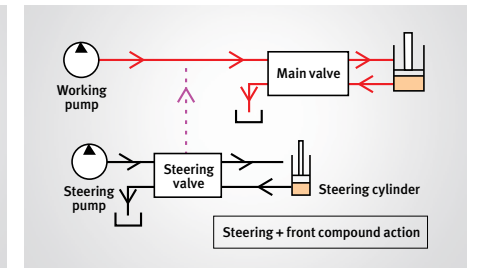 Working
pump
Main valve
Steering
pump
Steering
valve
Steering cylinder
Steering + front compound action